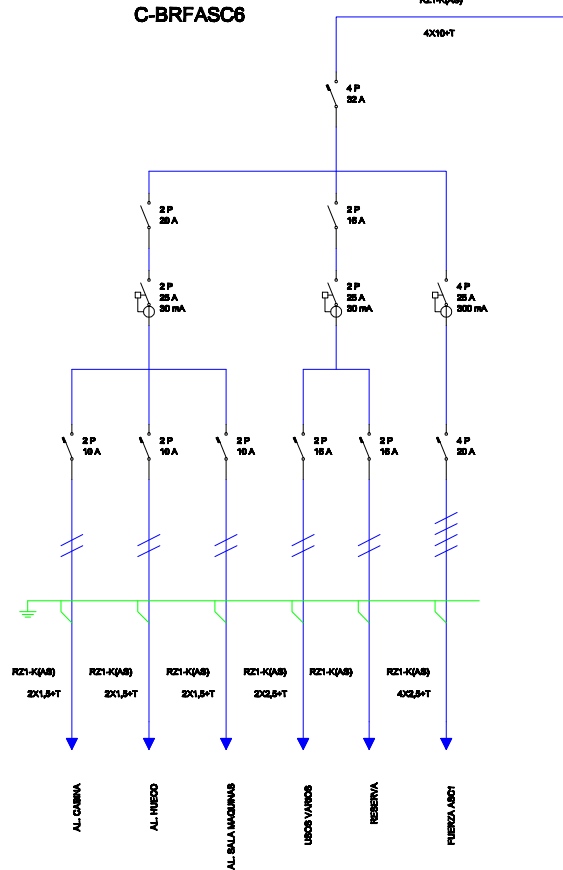 C-BRFASC6
RZ1-K(AS)
4X10+T
4 P
32 A
2 P
20 A
2 P
16 A
2 P
25 A
30 mA
2 P
25 A
30 mA
4 P
25 A
300 mA
2 P
10 A
2 P
10 A
2 P
10 A
2 P
16 A
2 P
16 A
4 P
20 A
RZ1-K(AS)
2X1,5+T
RZ1-K(AS)
2X1,5+T
RZ1-K(AS)
2X1,5+T
RZ1-K(AS)
2X2,5+T
RZ1-K(AS)
RZ1-K(AS)
4X2,5+T
AL. CABINA
AL. HUECO
AL. SALA MAQUINAS
USOS VARIOS
RESERVA
FUERZA ASC1